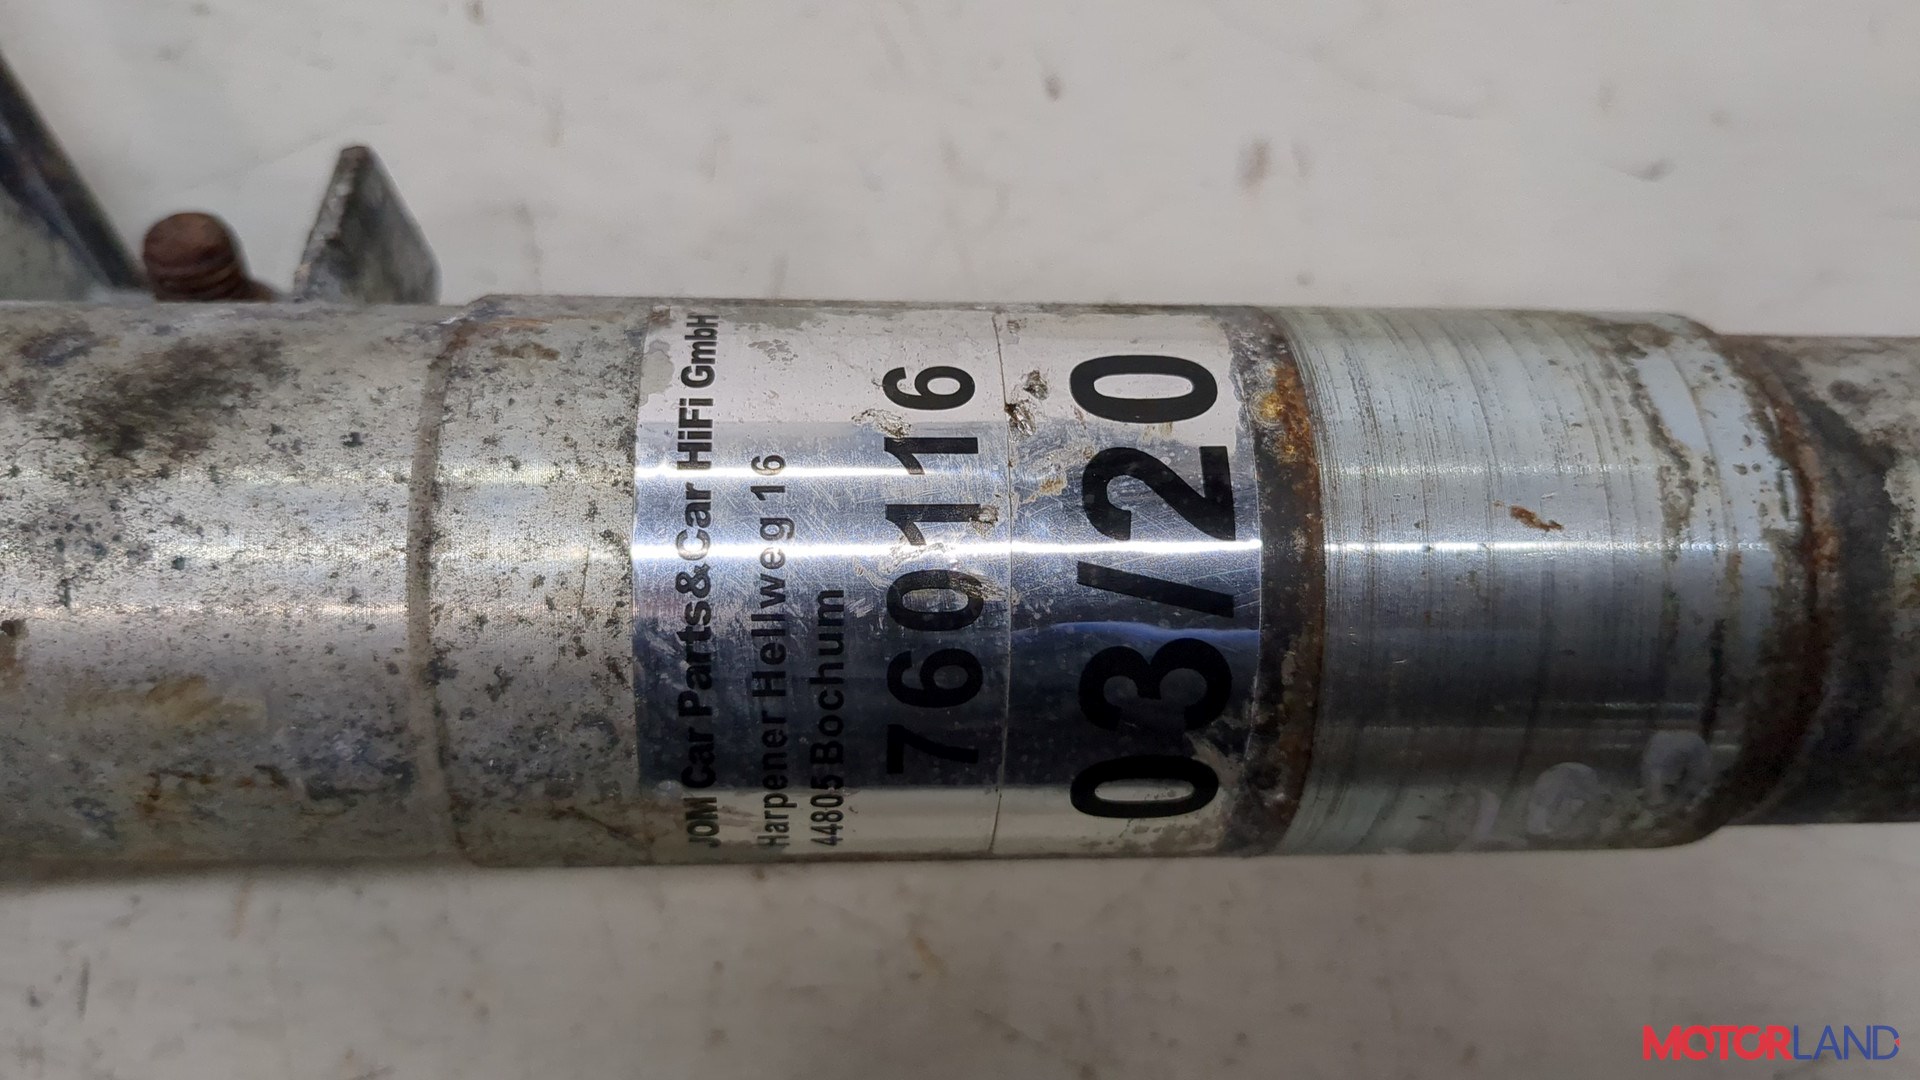 JOM Car Parts&Car HiFi GmbH
Harpener Hellweg 16
44805 Bochum
760116
03/20
MOTORLAND